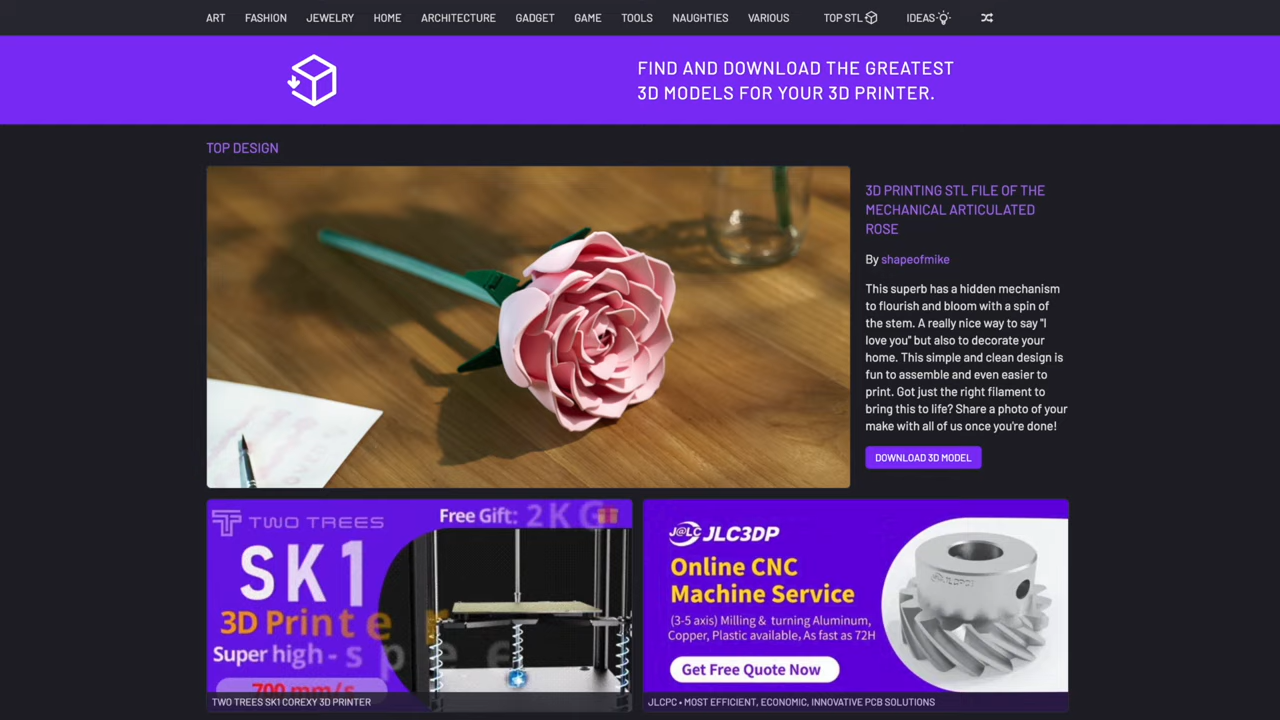 ART FASHION JEWELRY HOME ARCHITECTURE GADGET GAME TOOLS NAUGHTIES VARIOUS TOP STL IDEAS
FIND AND DOWNLOAD THE GREATEST
3D MODELS FOR YOUR 3D PRINTER.
TOP DESIGN
3D PRINTING STL FILE OF THE
MECHANICAL ARTICULATED
ROSE
By shapeofmike
This superb has a hidden mechanism
to flourish and bloom with a spin of
the stem. A really nice way to say "I
love you" but also to decorate your
home. This simple and clean design is
fun to assemble and even easier to
print. Got just the right filament to
bring this to life? Share a photo of your
make with all of us once you're done!
DOWNLOAD 3D MODEL
TWO TREES
Free Gift: 2KG
SK1
3D Printer
Super high-spee
700 mm/s
TWO TREES SK1 COREXY 3D PRINTER
J@LC JLC3DP
Online CNC
Machine Service
(3-5 axis) Milling & turning Aluminum,
Copper, Plastic available, As fast as 72H
Get Free Quote Now
JLCPC • MOST EFFICIENT, ECONOMIC, INNOVATIVE PCB SOLUTIONS